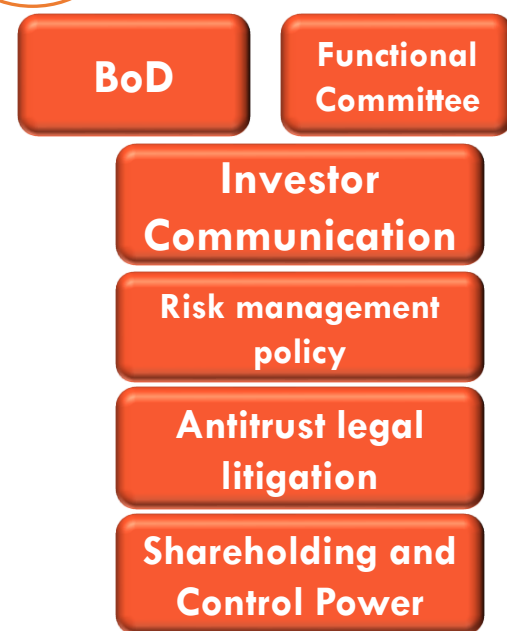 BoD
Functional
Committee
Investor
Communication
Risk management
policy
Antitrust legal
litigation
Shareholding and
Control Power